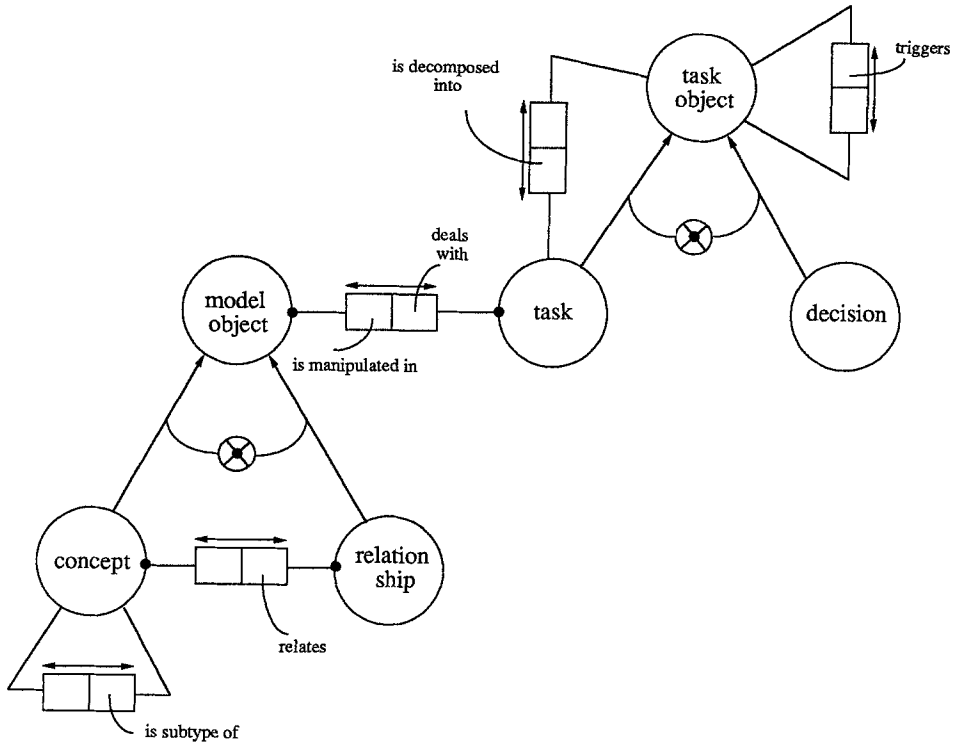 is decomposed
into
task
object
triggers
deals
with
model
object
task
decision
is manipulated in
concept
relation
ship
relates
is subtype of